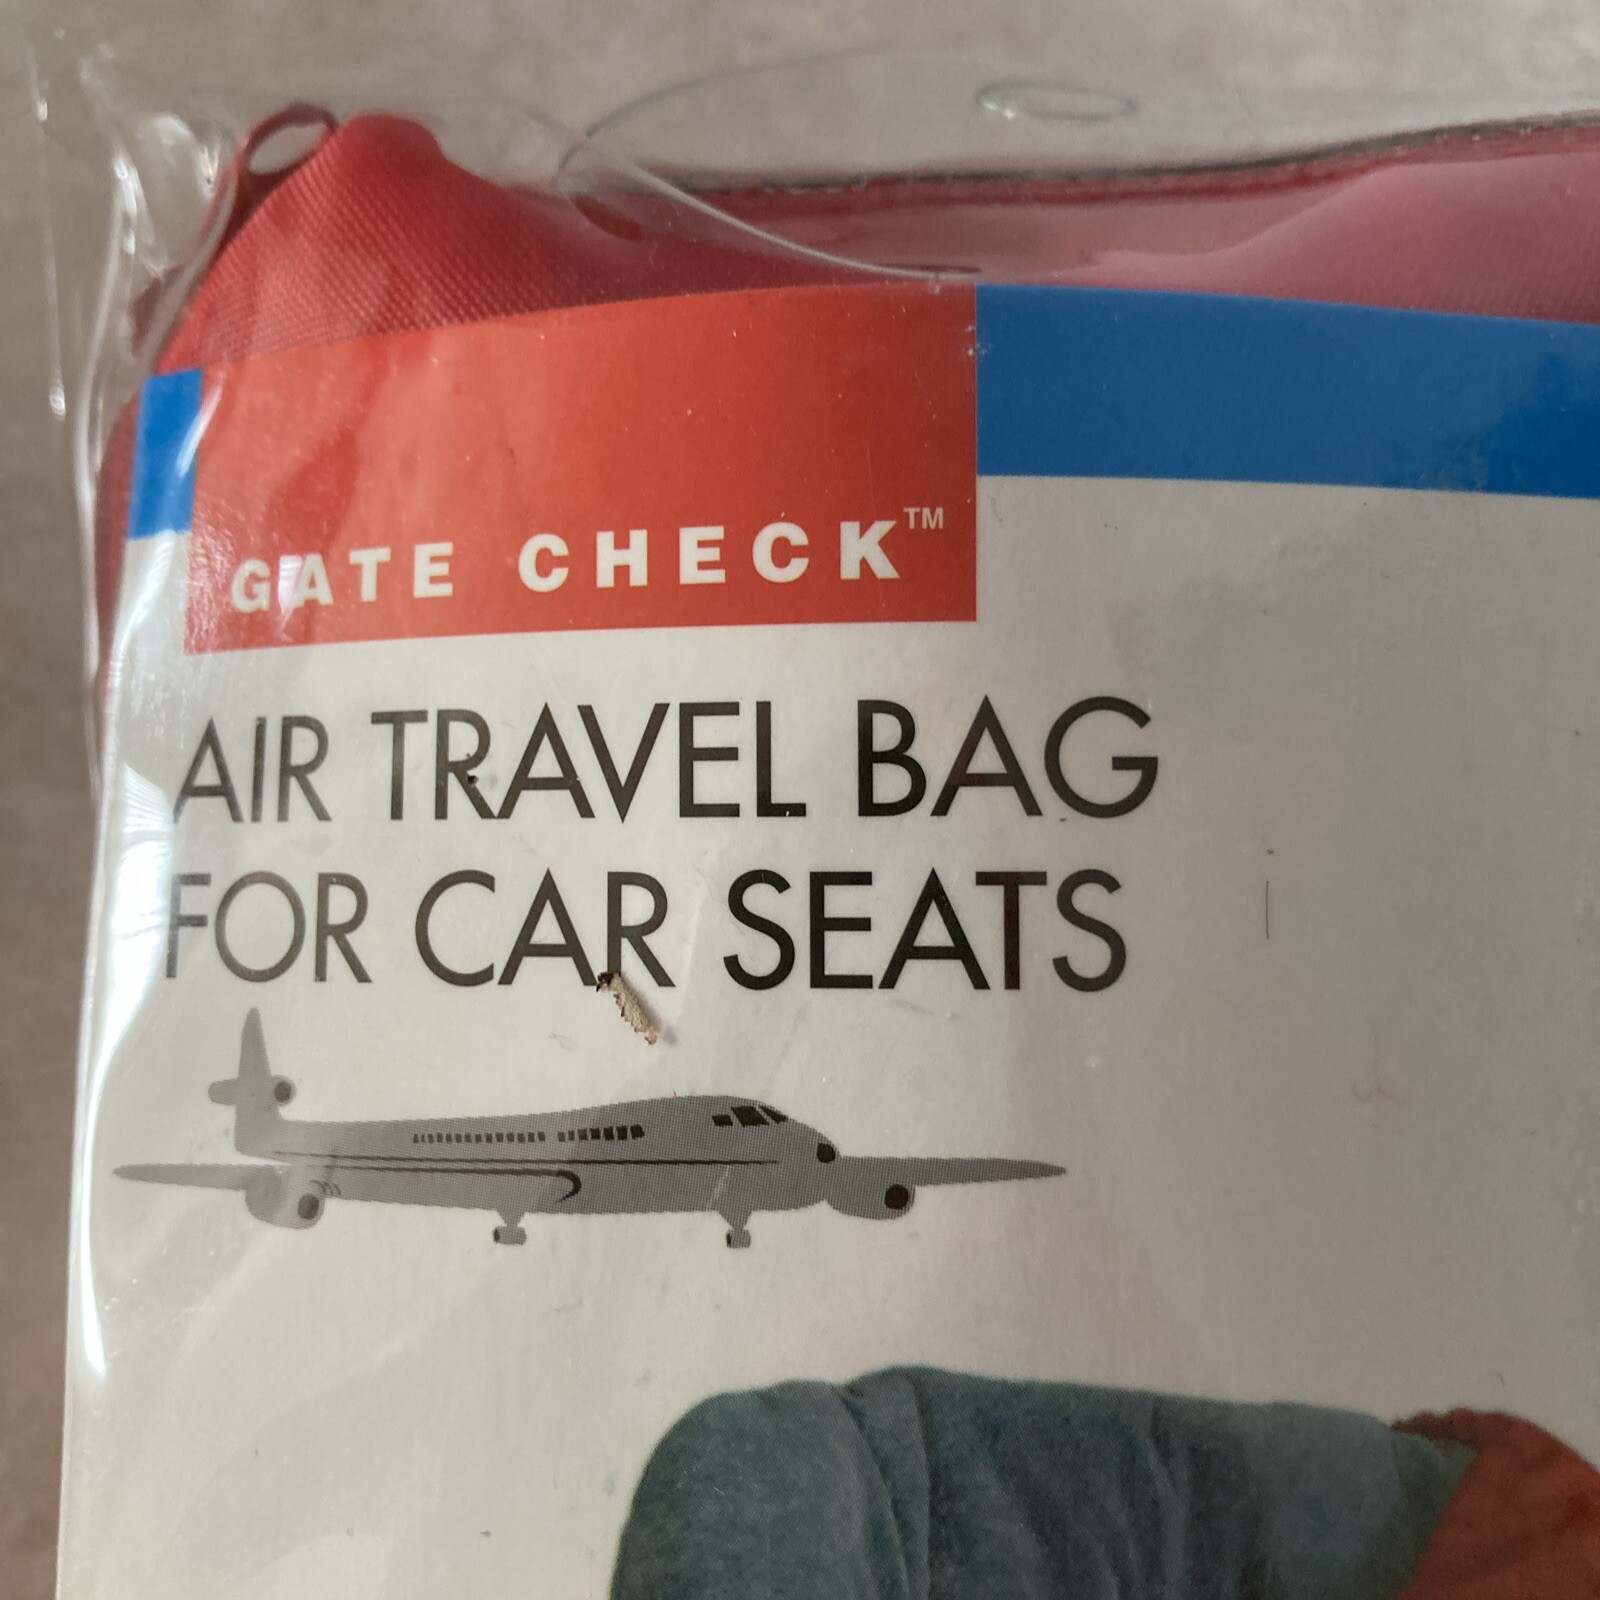 GATE CHECK™
AIR TRAVEL BAG
FOR CAR SEATS